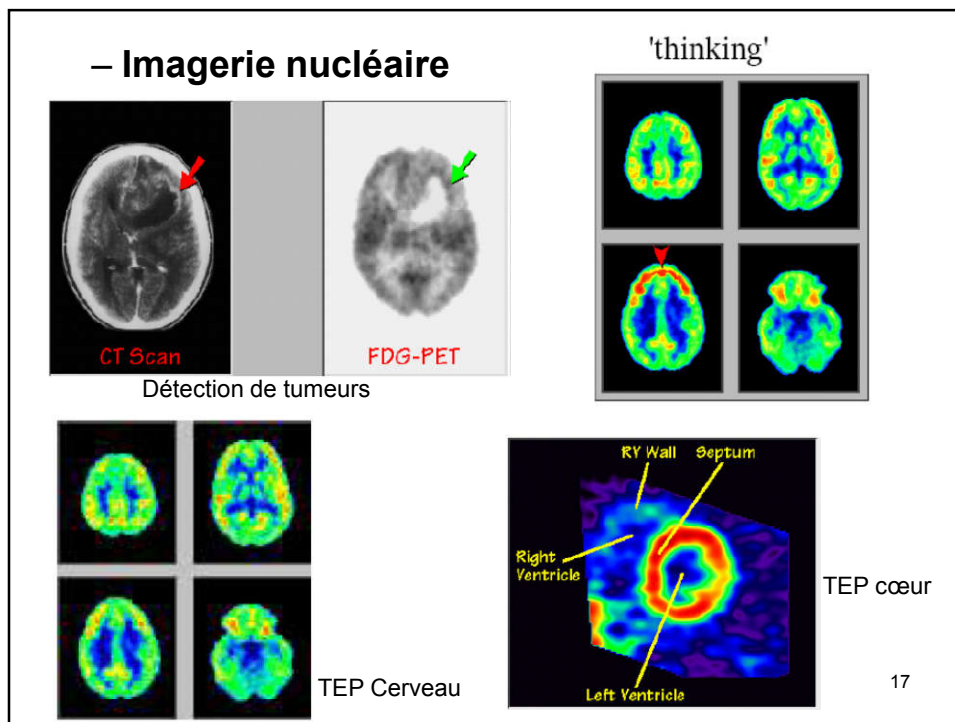 – Imagerie nucléaire
'thinking'
CT Scan
FDG-PET
Détection de tumeurs
RY Wall
Septum
Right
Ventricle
Left Ventricle
TEP cœur
TEP Cerveau
17